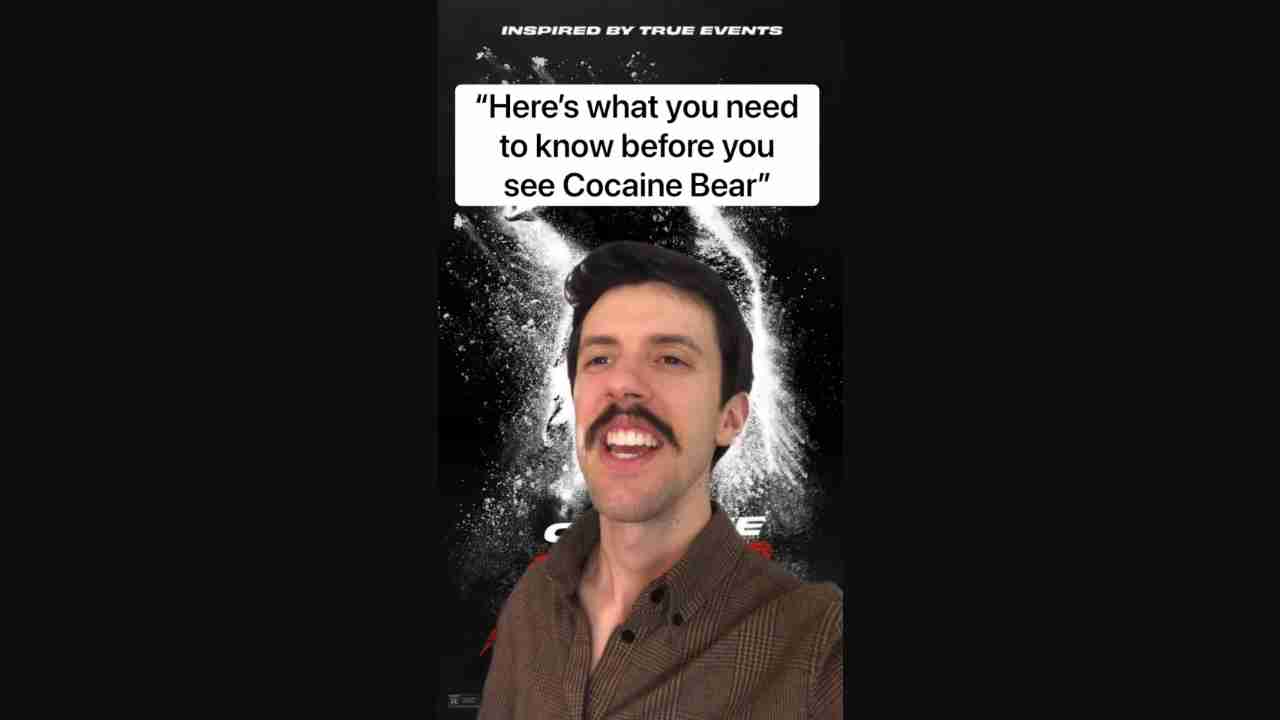 INSPIRED BY TRUE EVENTS
“Here’s what you need
to know before you
see Cocaine Bear”